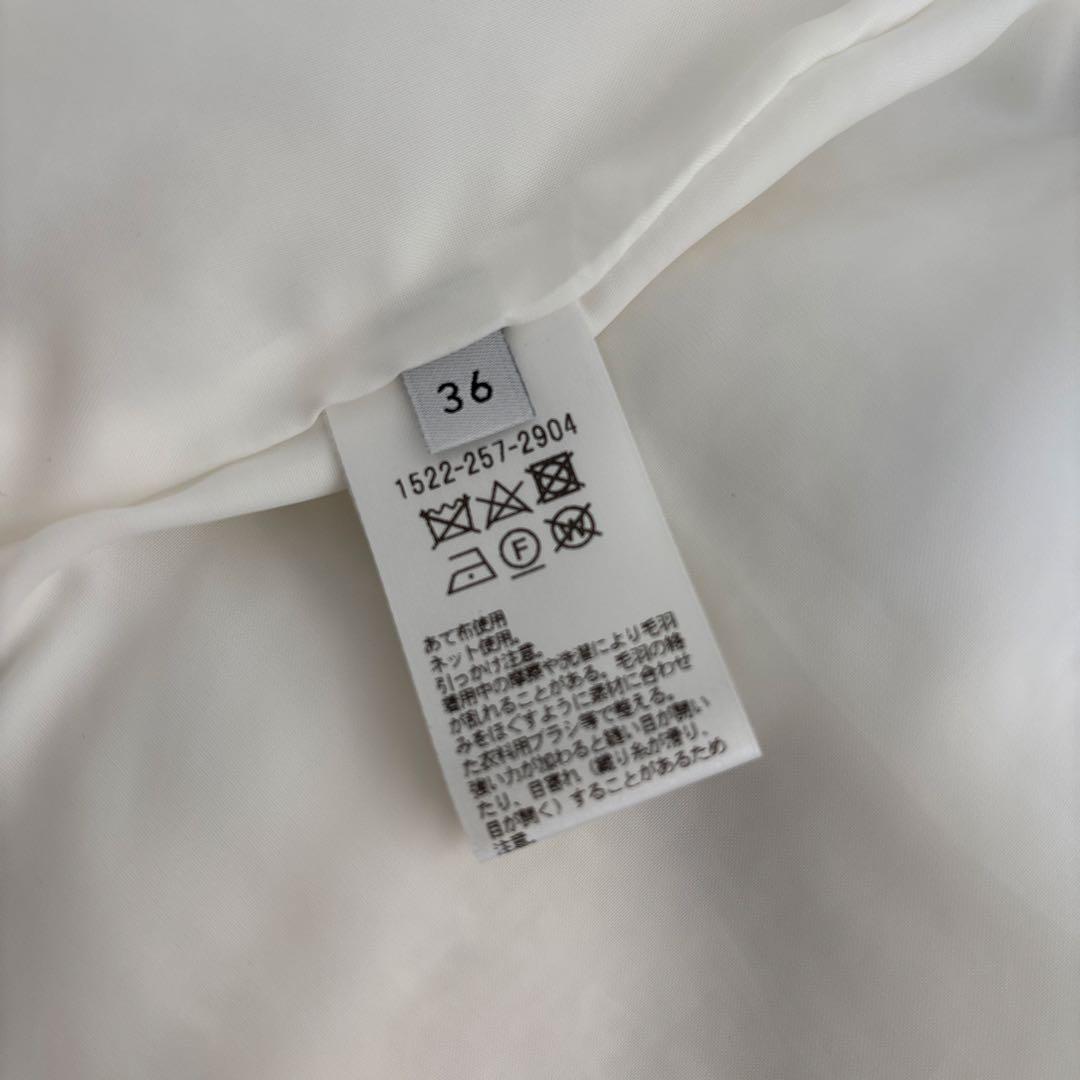 36
1522-257-2904
F
W
あて布使用
ネット使用。
引っかけ注意。
着用中の摩擦や洗濯により毛羽
が乱れることがある。毛羽の絡
みをほぐすように素材に合わせ
た衣料用ブラシ等で整える。
強い力が加わると縫い目が開い
たり、目寄れ（織り糸が滑り、
目が開く）することがあるため
注意。